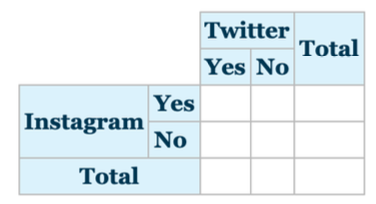 Twitter Total
Yes No
Instagram Yes
No
Total